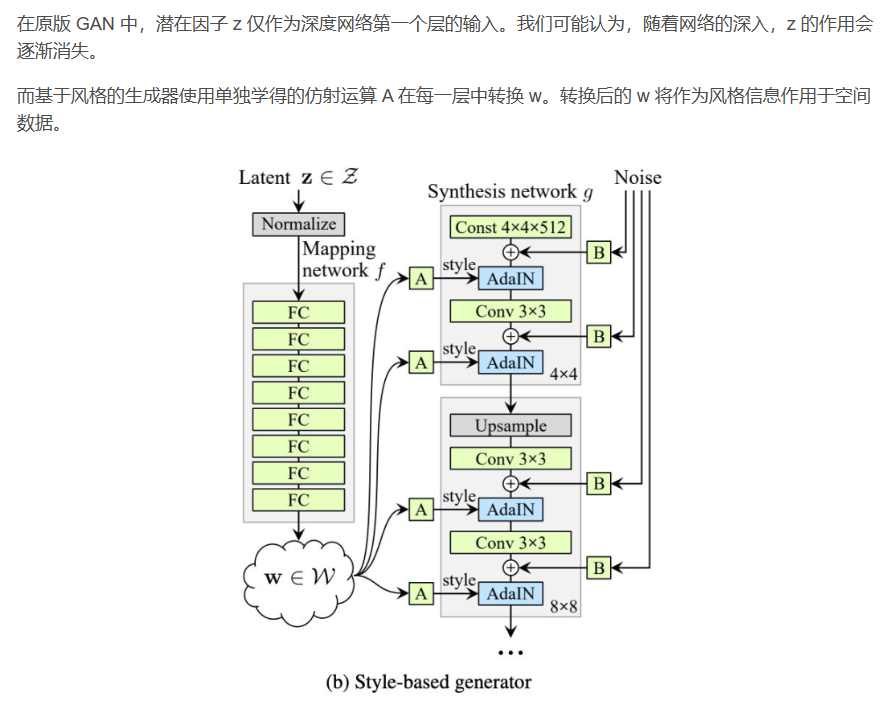 在原版 GAN 中，潜在因子 z 仅作为深度网络第一个层的输入。我们可能认为，随着网络的深入，z 的作用会
逐渐消失。
而基于风格的生成器使用单独学得的仿射运算 A 在每一层中转换 w。转换后的 w 将作为风格信息作用于空间
数据。
Latent z ∈ Z
Normalize
Mapping
network f
FC
FC
FC
FC
FC
FC
FC
FC
w ∈ W
Synthesis network g
Noise
Const 4×4×512
B
A
style
AdaIN
Conv 3×3
B
A
style
AdaIN
4×4
Upsample
Conv 3×3
B
A
style
AdaIN
Conv 3×3
B
A
style
AdaIN
8×8
...
(b) Style-based generator